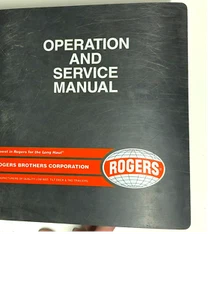 OPERATION
AND
SERVICE
MANUAL
Invest in Rogers for the Long Haul!
ROGERS BROTHERS CORPORATION
ROGERS